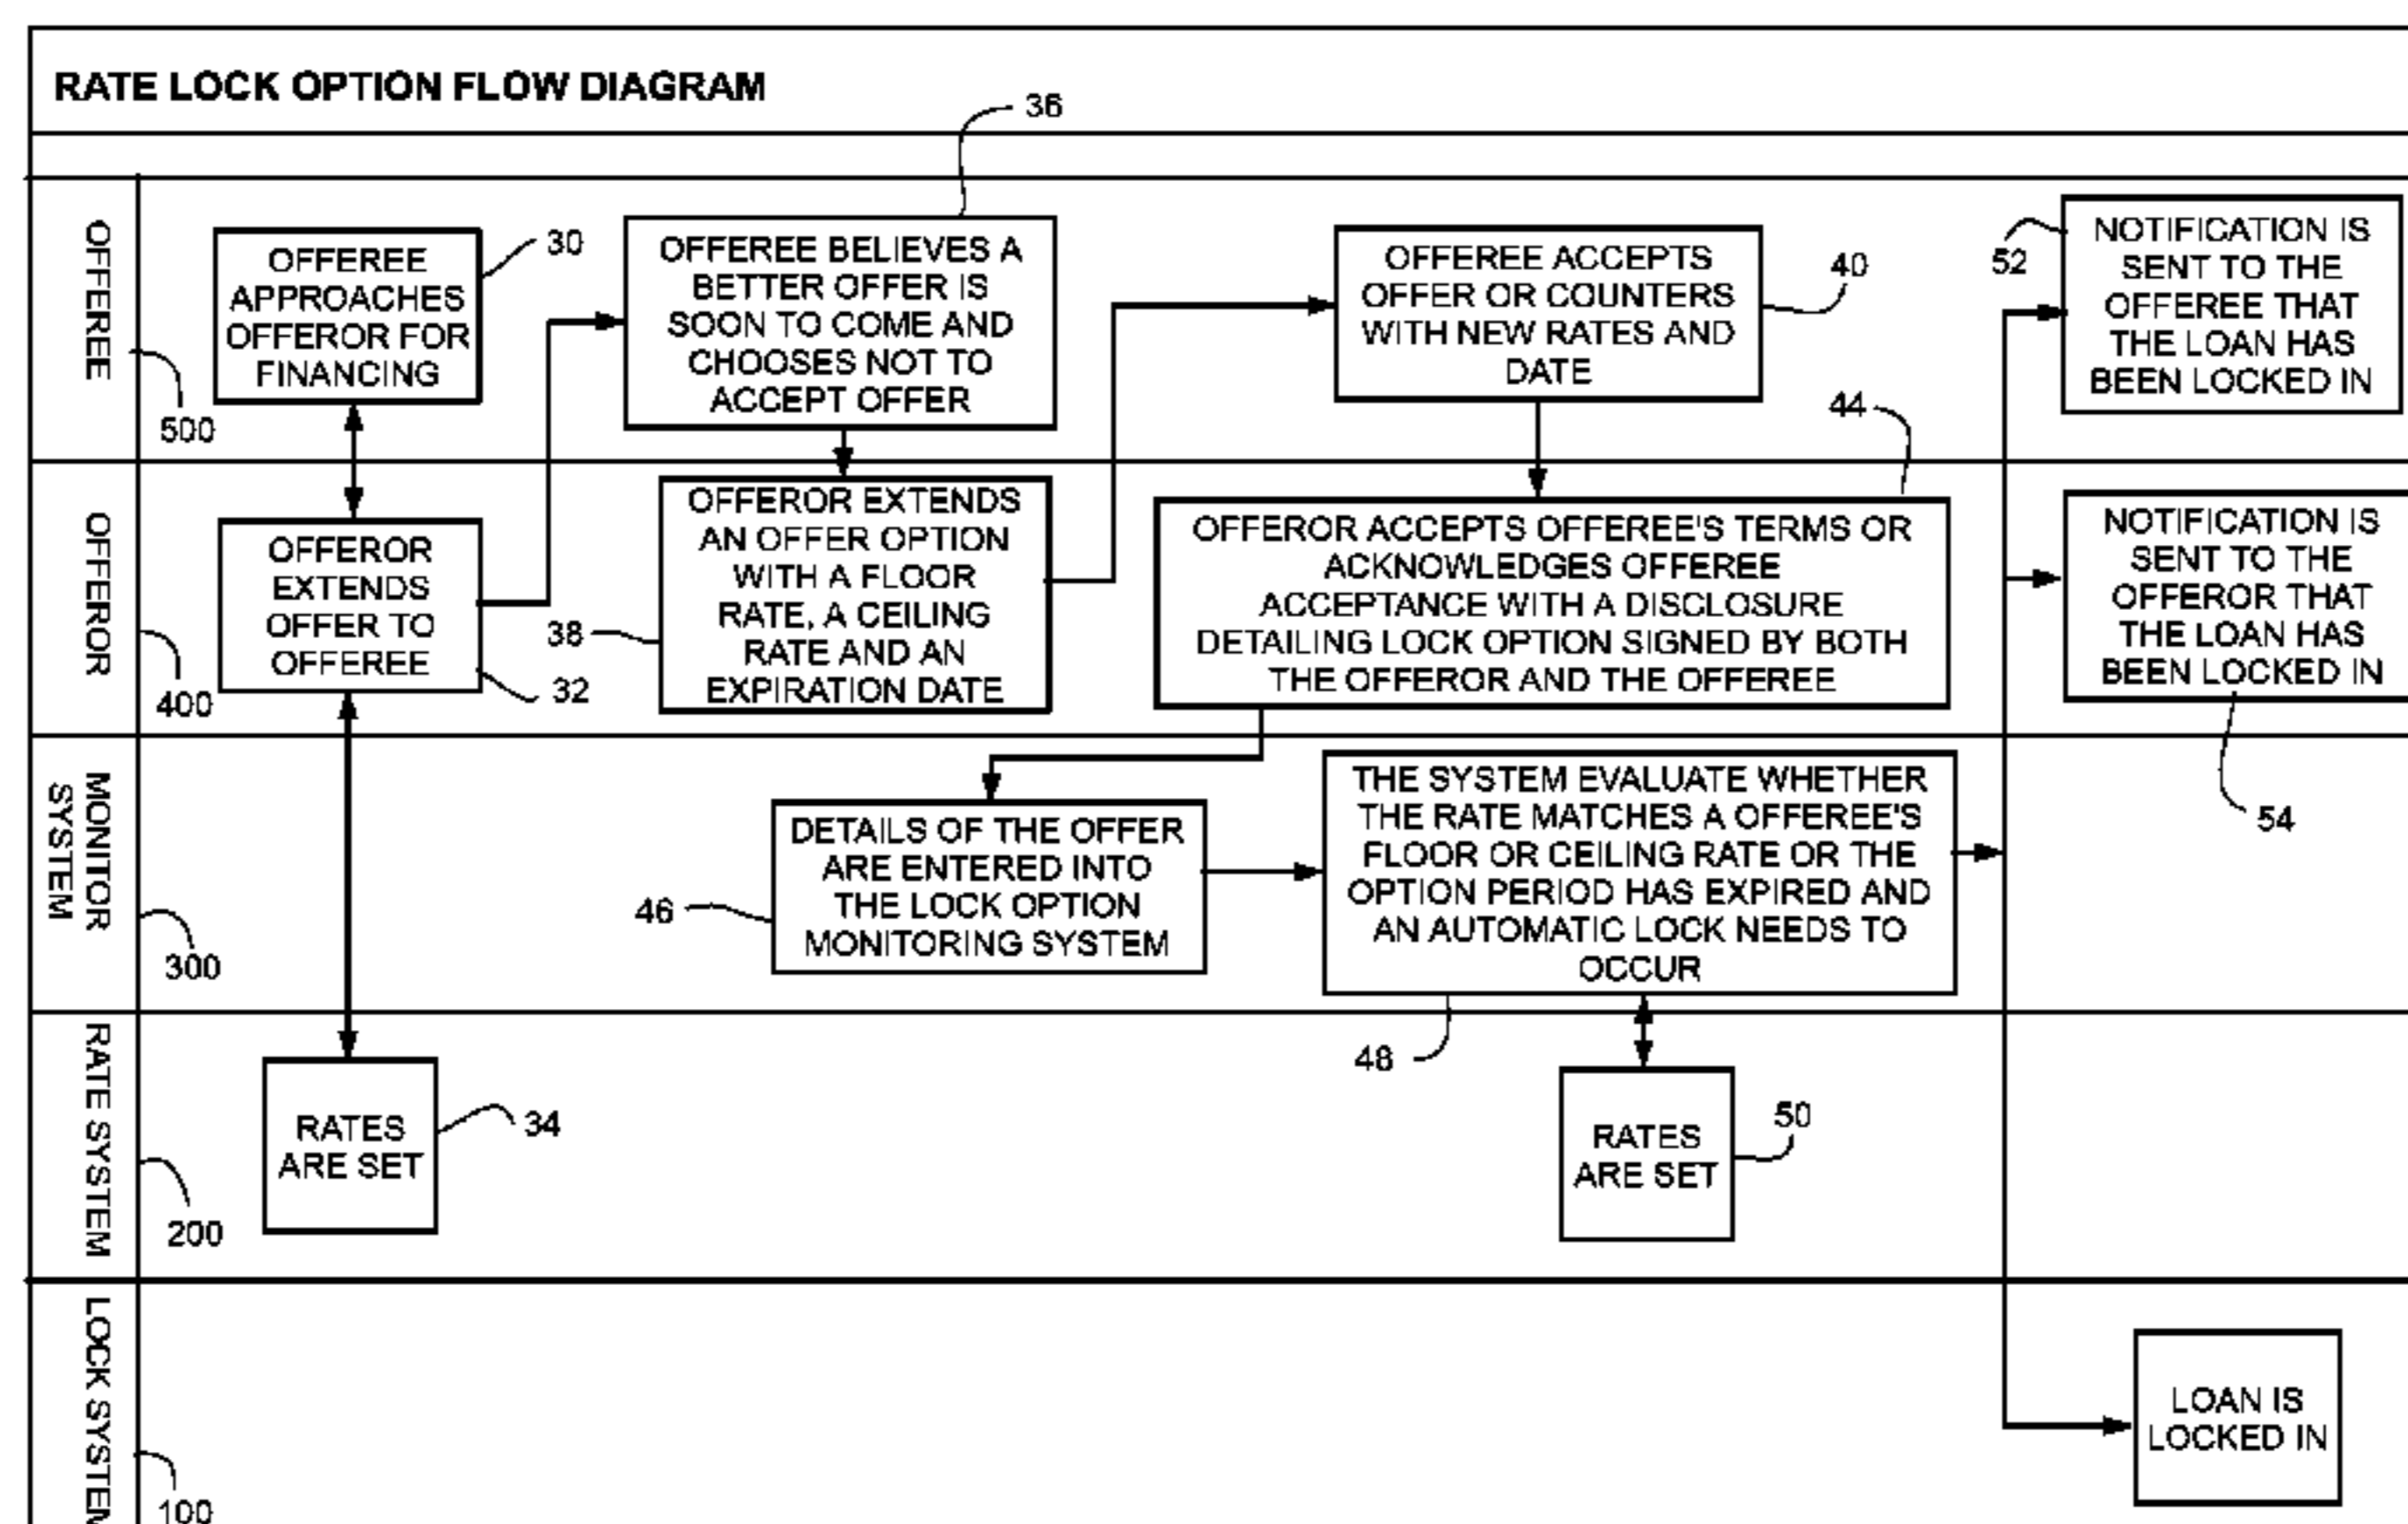 RATE LOCK OPTION FLOW DIAGRAM
36
OFFEREE
500
OFFEREE
APPROACHES
OFFEROR FOR
FINANCING
30
OFFEREE BELIEVES A
BETTER OFFER IS
SOON TO COME AND
CHOOSES NOT TO
ACCEPT OFFER
OFFEREE ACCEPTS
OFFER OR COUNTERS
WITH NEW RATES AND
DATE
40
52
NOTIFICATION IS
SENT TO THE
OFFEREE THAT
THE LOAN HAS
BEEN LOCKED IN
44
OFFEROR
400
OFFEROR
EXTENDS
OFFER TO
OFFEREE
32
38
OFFEROR EXTENDS
AN OFFER OPTION
WITH A FLOOR
RATE, A CEILING
RATE AND AN
EXPIRATION DATE
OFFEROR ACCEPTS OFFEREE'S TERMS OR
ACKNOWLEDGES OFFEREE
ACCEPTANCE WITH A DISCLOSURE
DETAILING LOCK OPTION SIGNED BY BOTH
THE OFFEROR AND THE OFFEREE
NOTIFICATION IS
SENT TO THE
OFFEROR THAT
THE LOAN HAS
BEEN LOCKED IN
54
MONITOR
SYSTEM
300
46
DETAILS OF THE OFFER
ARE ENTERED INTO
THE LOCK OPTION
MONITORING SYSTEM
THE SYSTEM EVALUATE WHETHER
THE RATE MATCHES A OFFEREE'S
FLOOR OR CEILING RATE OR THE
OPTION PERIOD HAS EXPIRED AND
AN AUTOMATIC LOCK NEEDS TO
OCCUR
48
RATE SYSTEM
200
RATES
ARE SET
34
RATES
ARE SET
50
LOCK SYSTEM
100
LOAN IS
LOCKED IN